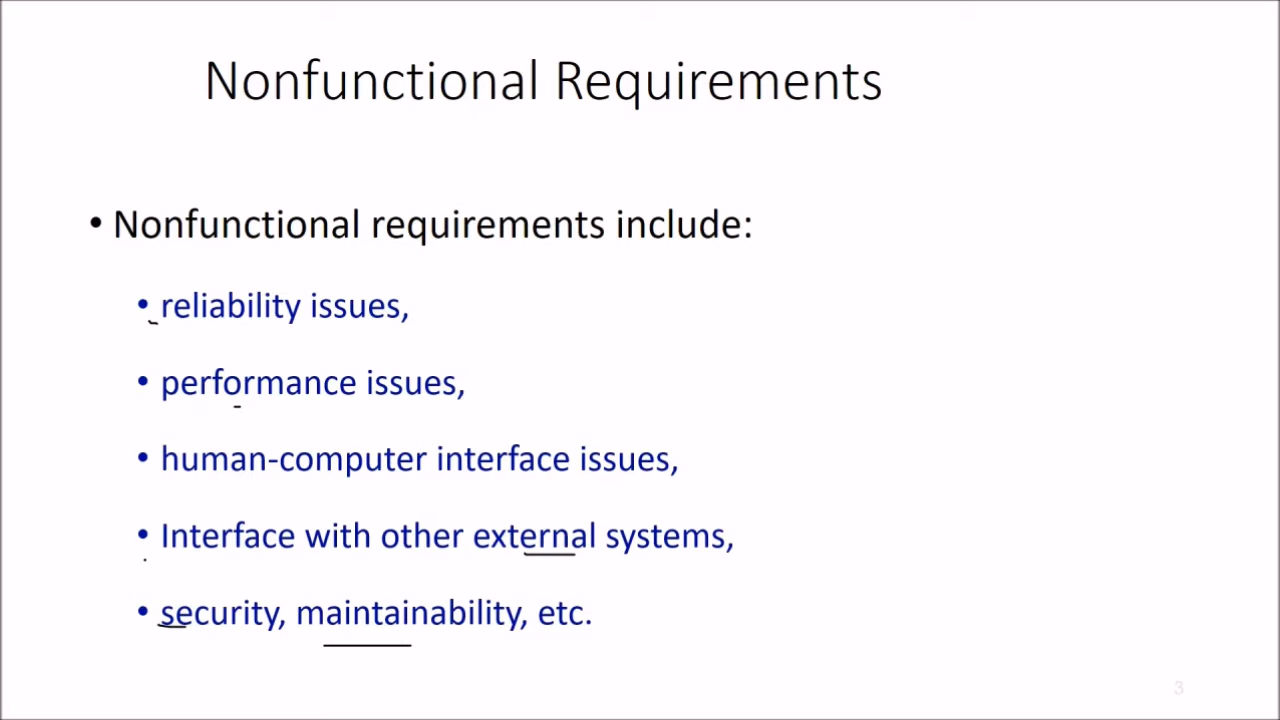 Nonfunctional Requirements
• Nonfunctional requirements include:
• reliability issues,
• performance issues,
• human-computer interface issues,
• Interface with other external systems,
• security, maintainability, etc.
3